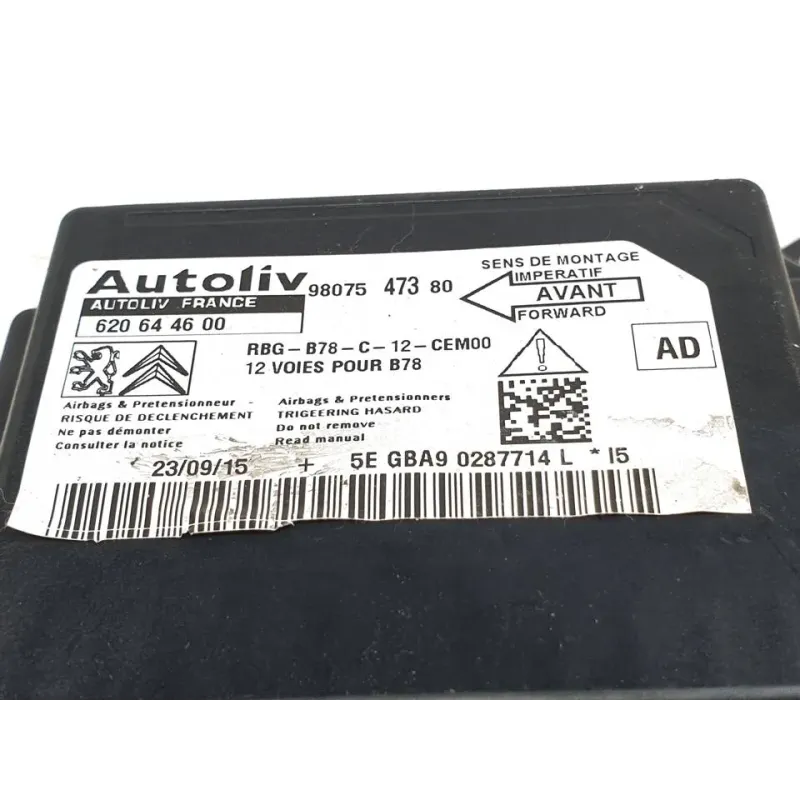 Autoliv
AUTOLIV FRANCE
620 64 46 00
98075 473 80
SENS DE MONTAGE
IMPERATIF
AVANT
FORWARD
RBG-B78-C-12-CEM00
12 VOIES POUR B78
AD
Airbags & Pretensionneur -
RISQUE DE DECLENCHEMENT
Ne pas démonter
Consulter la notice
Airbags & Pretensionners
TRIGEERING HASARD
Do not remove
Read manual
23/09/15 + 5E GBA9 0287714 L * I5